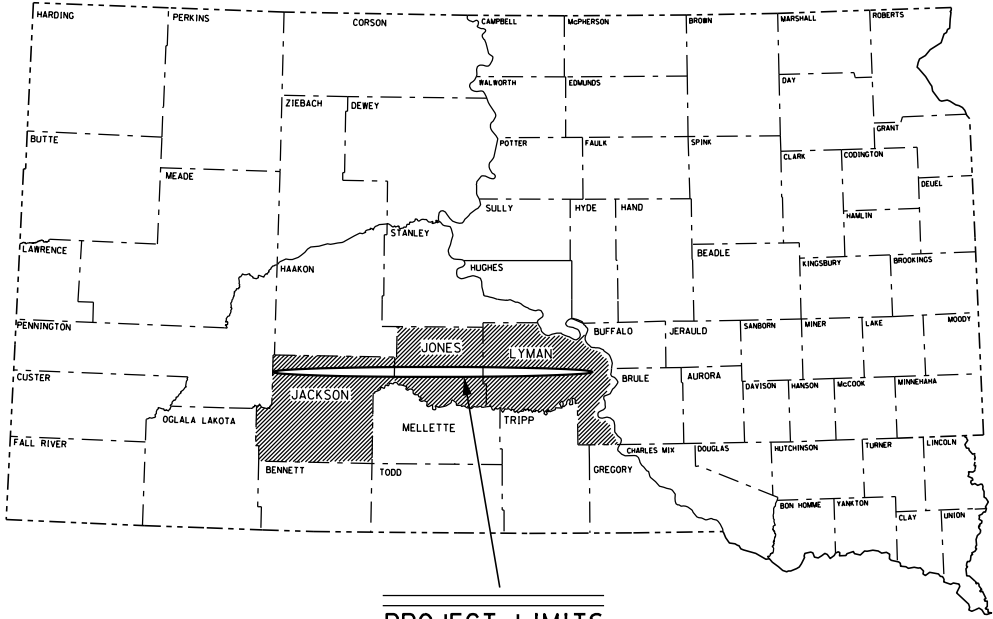 HARDING
PERKINS
CORSON
CAMPBELL
McPHERSON
BROWN
MARSHALL
ROBERTS
WALWORTH
EDMUNDS
DAY
ZIEBACH
DEWEY
GRANT
BUTTE
POTTER
FAULK
SPINK
CLARK
CODINGTON
MEADE
DEUEL
SULLY
HYDE
HAND
HAMLIN
STANLEY
LAWRENCE
BEADLE
KINGSBURY
BROOKINGS
HAAKON
HUGHES
PENNINGTON
BUFFALO
JERAULD
SANBORN
MINER
LAKE
MOODY
JONES
LYMAN
CUSTER
BRULE
AURORA
DAVISON
HANSON
McCOOK
MINNEHAHA
JACKSON
OGLALA LAKOTA
MELLETTE
TRIPP
FALL RIVER
CHARLES MIX
DOUGLAS
HUTCHINSON
TURNER
LINCOLN
BENNETT
TODD
GREGORY
BON HOMME
YANKTON
CLAY
UNION
PROJECT LIMITS